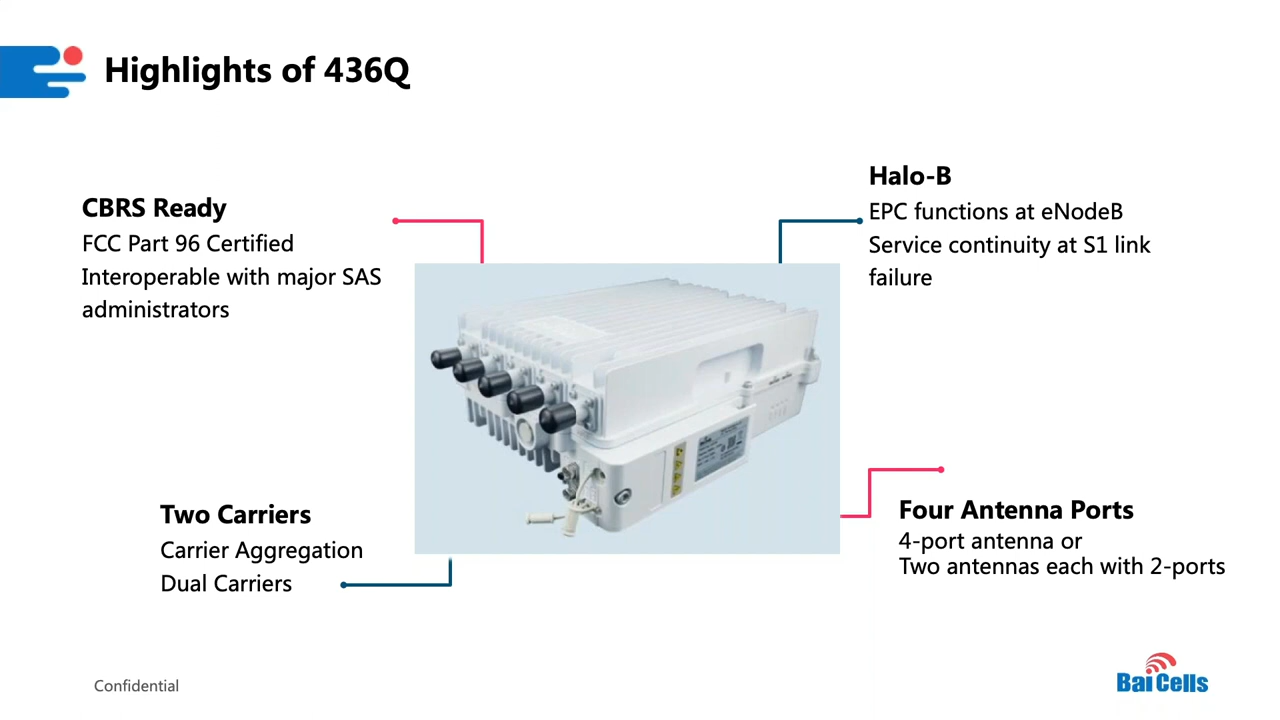 Highlights of 436Q
CBRS Ready
FCC Part 96 Certified
Interoperable with major SAS
administrators
Halo-B
EPC functions at eNodeB
Service continuity at S1 link
failure
Two Carriers
Carrier Aggregation
Dual Carriers
Four Antenna Ports
4-port antenna or
Two antennas each with 2-ports
Confidential
BaiCells